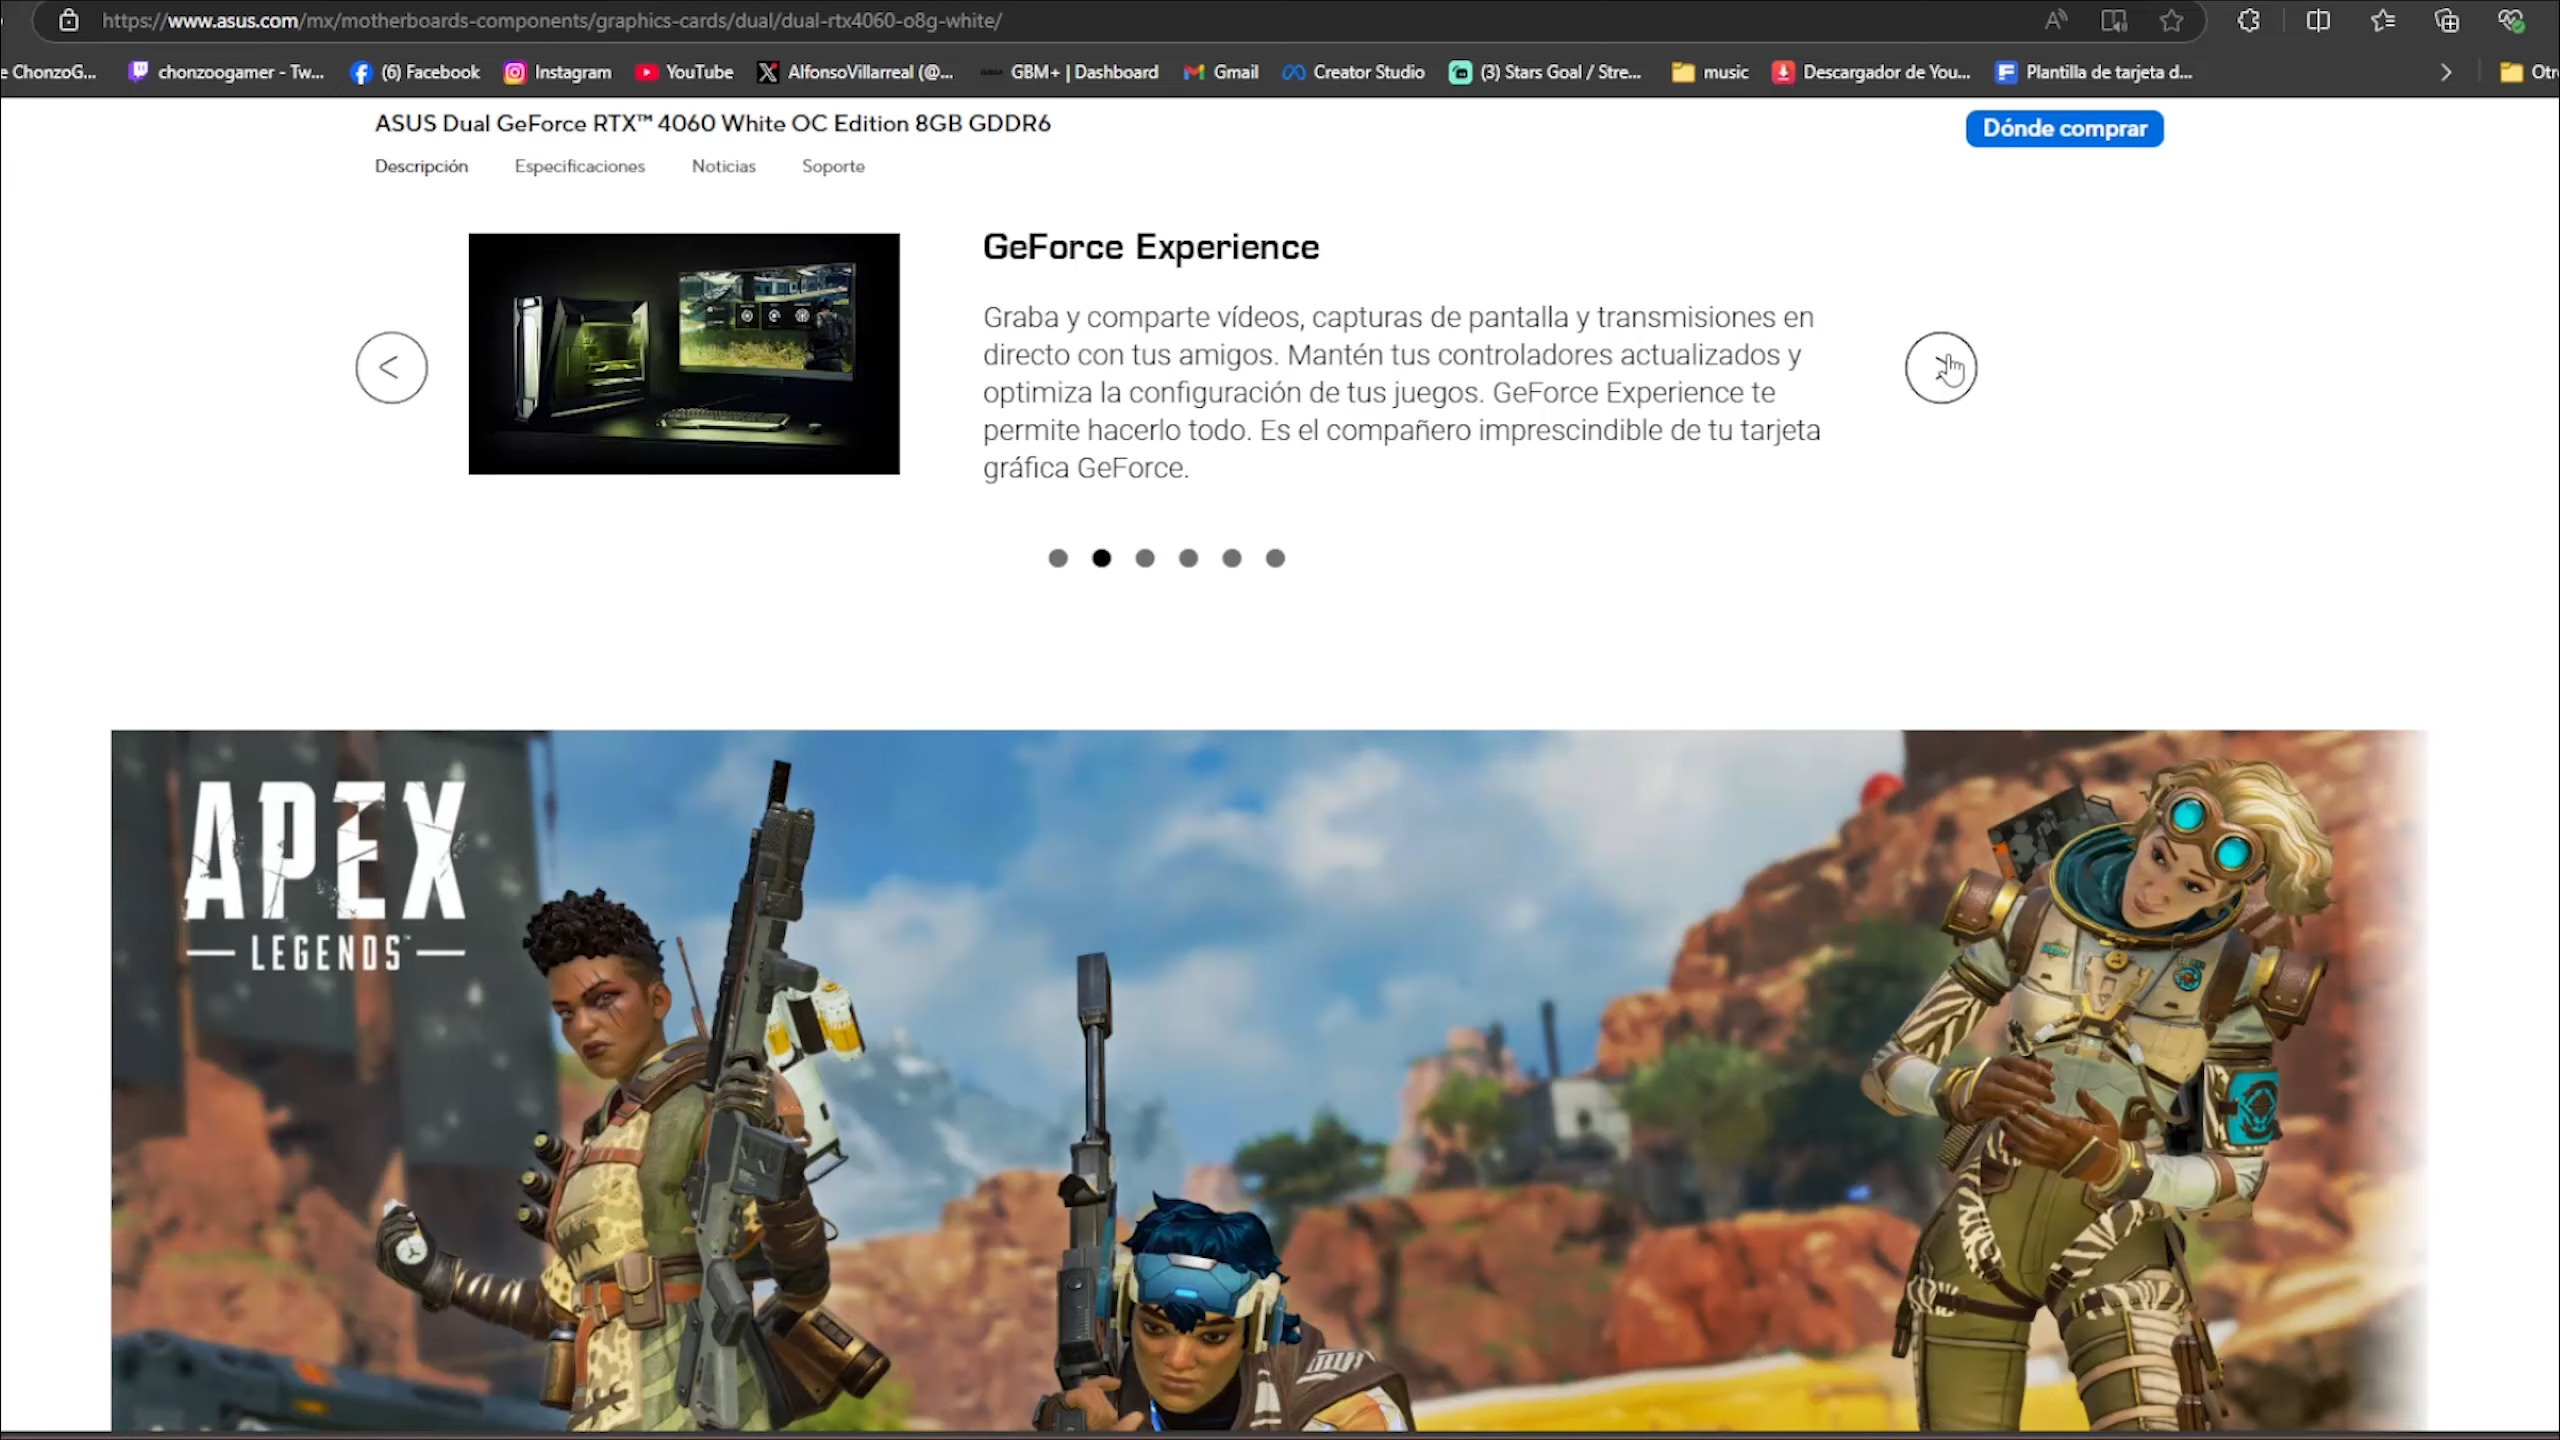 https://www.asus.com/mx/motherboards-components/graphics-cards/dual/dual-rtx4060-o8g-white/
e ChonzoG... chonzoogamer - Tw... (6) Facebook Instagram YouTube AlfonsoVillarreal (@... GBM+ | Dashboard Gmail Creator Studio (3) Stars Goal / Stre... music Descargador de You... Plantilla de tarjeta d... Otr
ASUS Dual GeForce RTX™ 4060 White OC Edition 8GB GDDR6
Dónde comprar
Descripción Especificaciones Noticias Soporte
GeForce Experience
Graba y comparte vídeos, capturas de pantalla y transmisiones en
directo con tus amigos. Mantén tus controladores actualizados y
optimiza la configuración de tus juegos. GeForce Experience te
permite hacerlo todo. Es el compañero imprescindible de tu tarjeta
gráfica GeForce.
APEX
LEGENDS™